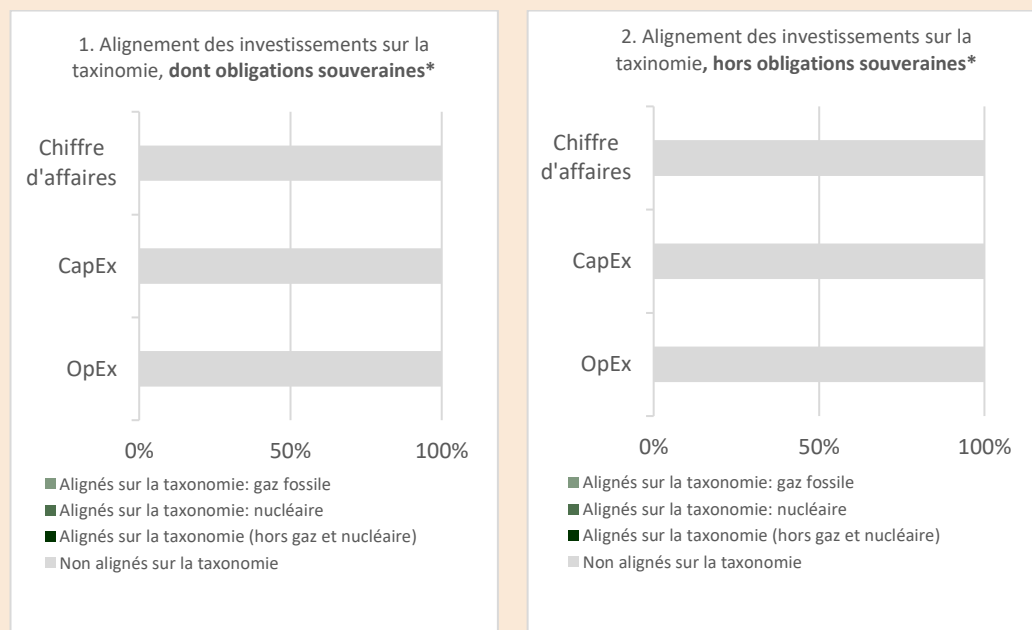 1. Alignement des investissements sur la
taxinomie, dont obligations souveraines*
Chiffre
d'affaires
CapEx
OpEx
0% 50% 100%
Alignés sur la taxonomie: gaz fossile
Alignés sur la taxonomie: nucléaire
Alignés sur la taxonomie (hors gaz et nucléaire)
Non alignés sur la taxonomie
2. Alignement des investissements sur la
taxinomie, hors obligations souveraines*
Chiffre
d'affaires
CapEx
OpEx
0% 50% 100%
Alignés sur la taxonomie: gaz fossile
Alignés sur la taxonomie: nucléaire
Alignés sur la taxonomie (hors gaz et nucléaire)
Non alignés sur la taxonomie